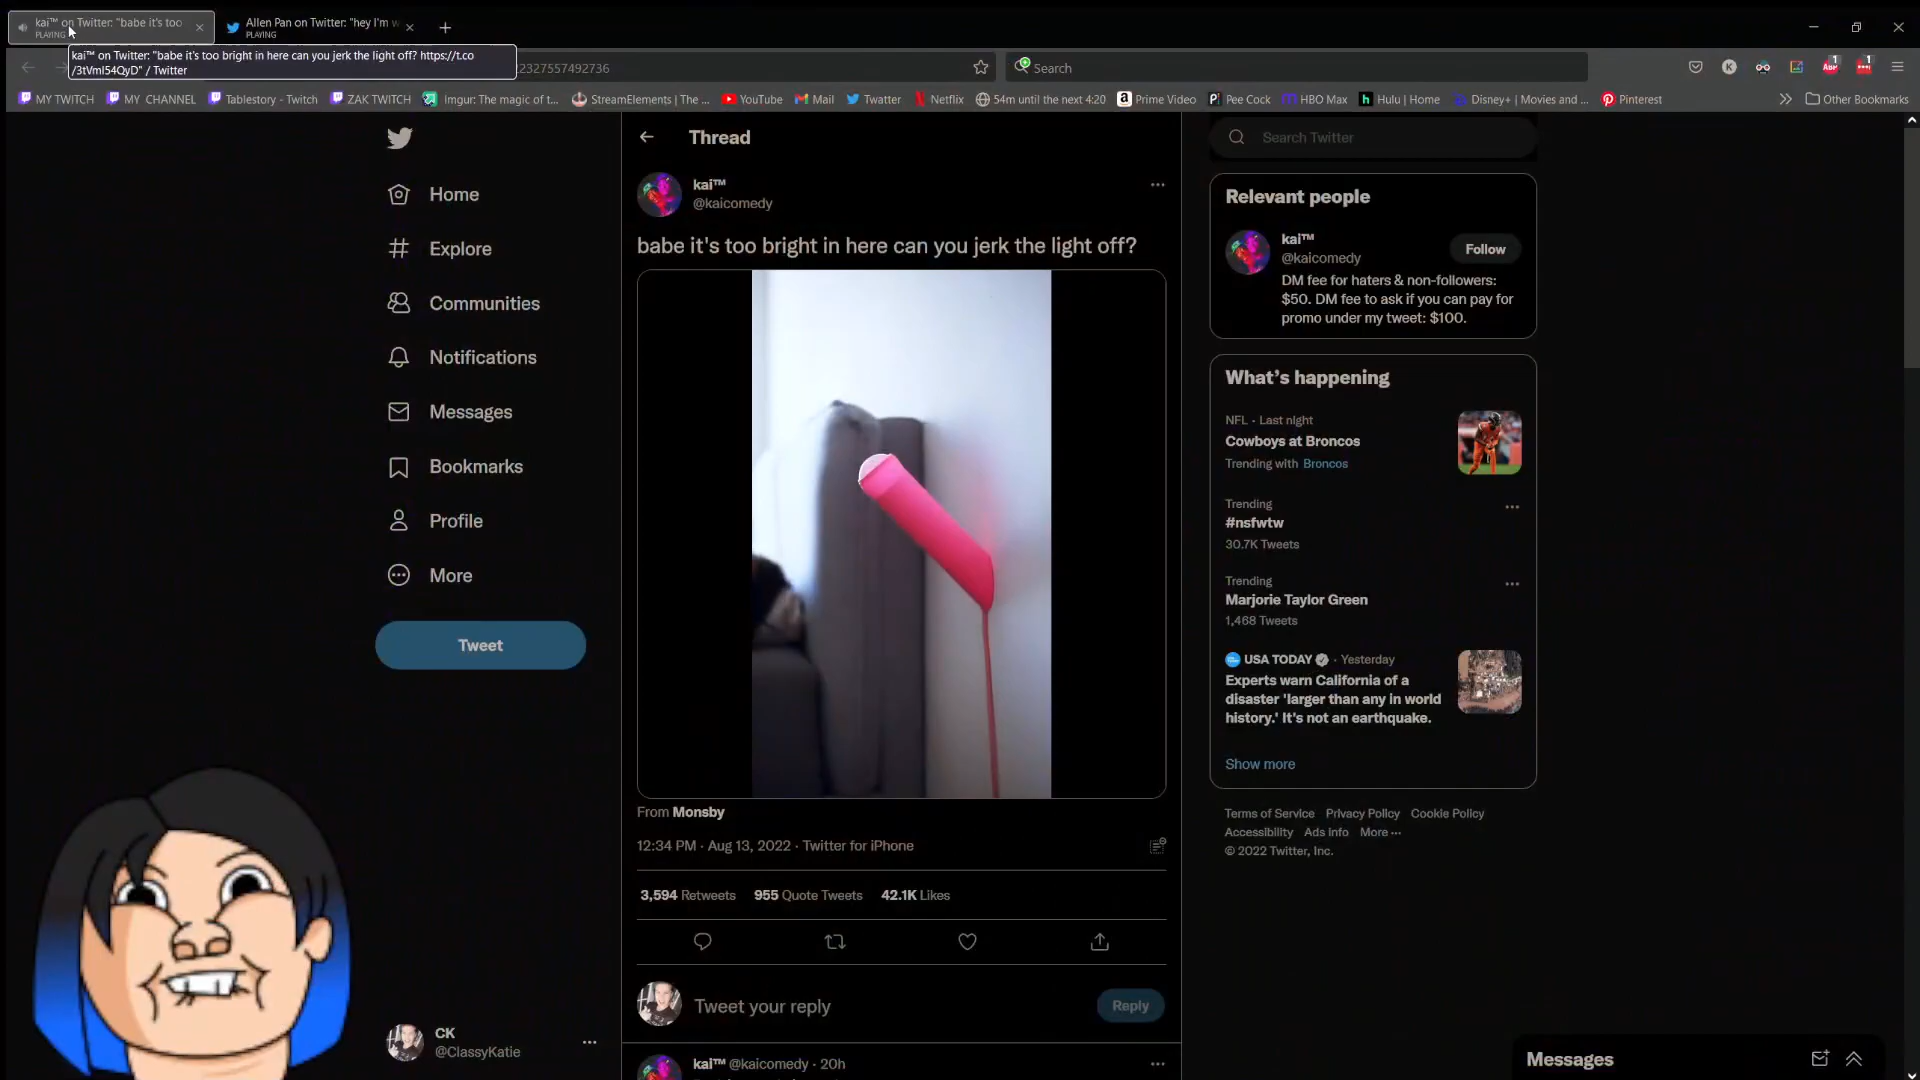 kai™ on Twitter: "babe it's too
PLAYING
Allen Pan on Twitter: "hey I'm w
PLAYING
kai™ on Twitter: "babe it's too bright in here can you jerk the light off? https://t.co
/3tVmI54QyD" / Twitter
2327557492736
Search
MY TWITCH
MY CHANNEL
Tablestory - Twitch
ZAK TWITCH
Imgur: The magic of t...
StreamElements | The ...
YouTube
Mail
Twatter
Netflix
54m until the next 4:20
Prime Video
Pee Cock
HBO Max
Hulu | Home
Disney+ | Movies and ...
Pinterest
Other Bookmarks
Home
Explore
Communities
Notifications
Messages
Bookmarks
Profile
More
Tweet
CK
@ClassyKatie
Thread
kai™
@kaicomedy
babe it's too bright in here can you jerk the light off?
From Monsby
12:34 PM · Aug 13, 2022 · Twitter for iPhone
3,594 Retweets 955 Quote Tweets 42.1K Likes
Tweet your reply
Reply
kai™ @kaicomedy · 20h
Search Twitter
Relevant people
kai™
@kaicomedy
Follow
DM fee for haters & non-followers:
$50. DM fee to ask if you can pay for
promo under my tweet: $100.
What's happening
NFL · Last night
Cowboys at Broncos
Trending with Broncos
Trending
#nsfwtw
30.7K Tweets
Trending
Marjorie Taylor Green
1,468 Tweets
USA TODAY · Yesterday
Experts warn California of a
disaster 'larger than any in world
history.' It's not an earthquake.
Show more
Terms of Service Privacy Policy Cookie Policy
Accessibility Ads info More ···
© 2022 Twitter, Inc.
Messages